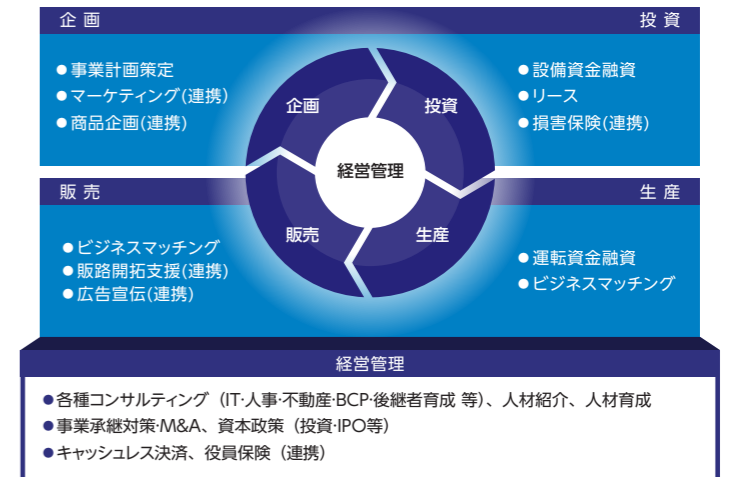 企画
投資
●事業計画策定
●マーケティング(連携)
●商品企画(連携)
●設備資金融資
●リース
●損害保険(連携)
企画
投資
経営管理
販売
生産
販売
生産
●ビジネスマッチング
●販路開拓支援(連携)
●広告宣伝(連携)
●運転資金融資
●ビジネスマッチング
経営管理
●各種コンサルティング（IT·人事·不動産·BCP·後継者育成 等）、人材紹介、人材育成
●事業承継対策·M&A、資本政策（投資·IPO等）
●キャッシュレス決済、役員保険（連携）